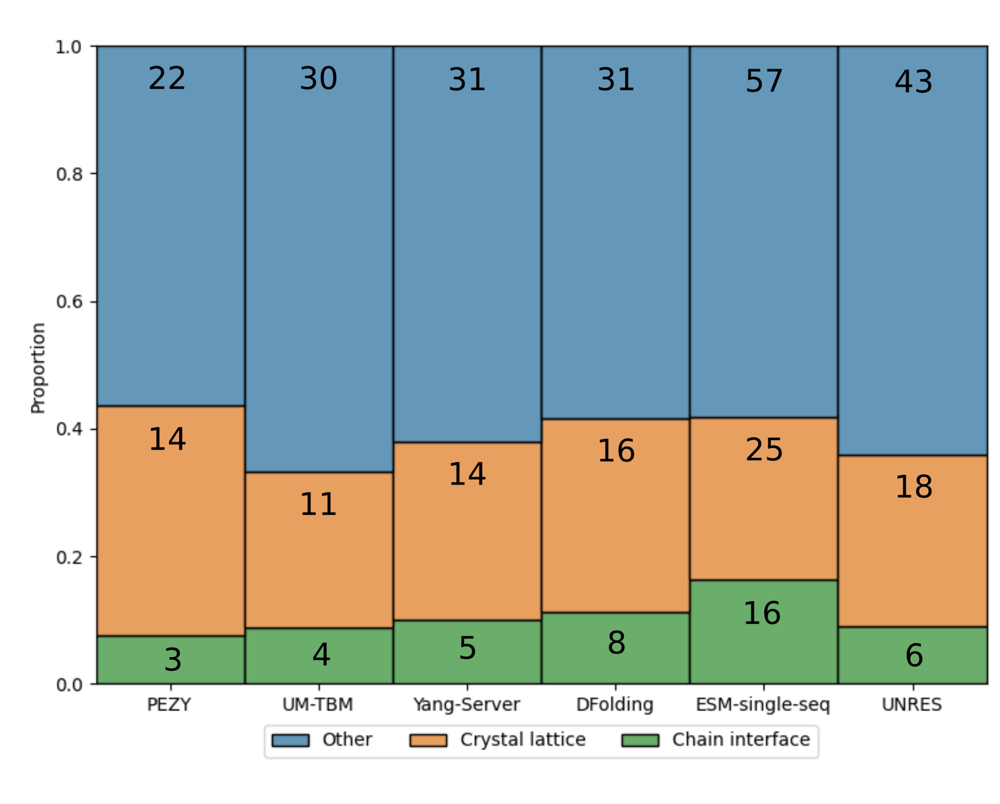 1.0
0.8
0.6
0.4
0.2
0.0
Proportion
22 30 31 31 57 43
14 11 14 16 25 18
3 4 5 8 16 6
PEZY UM-TBM Yang-Server DFolding ESM-single-seq UNRES
Other Crystal lattice Chain interface